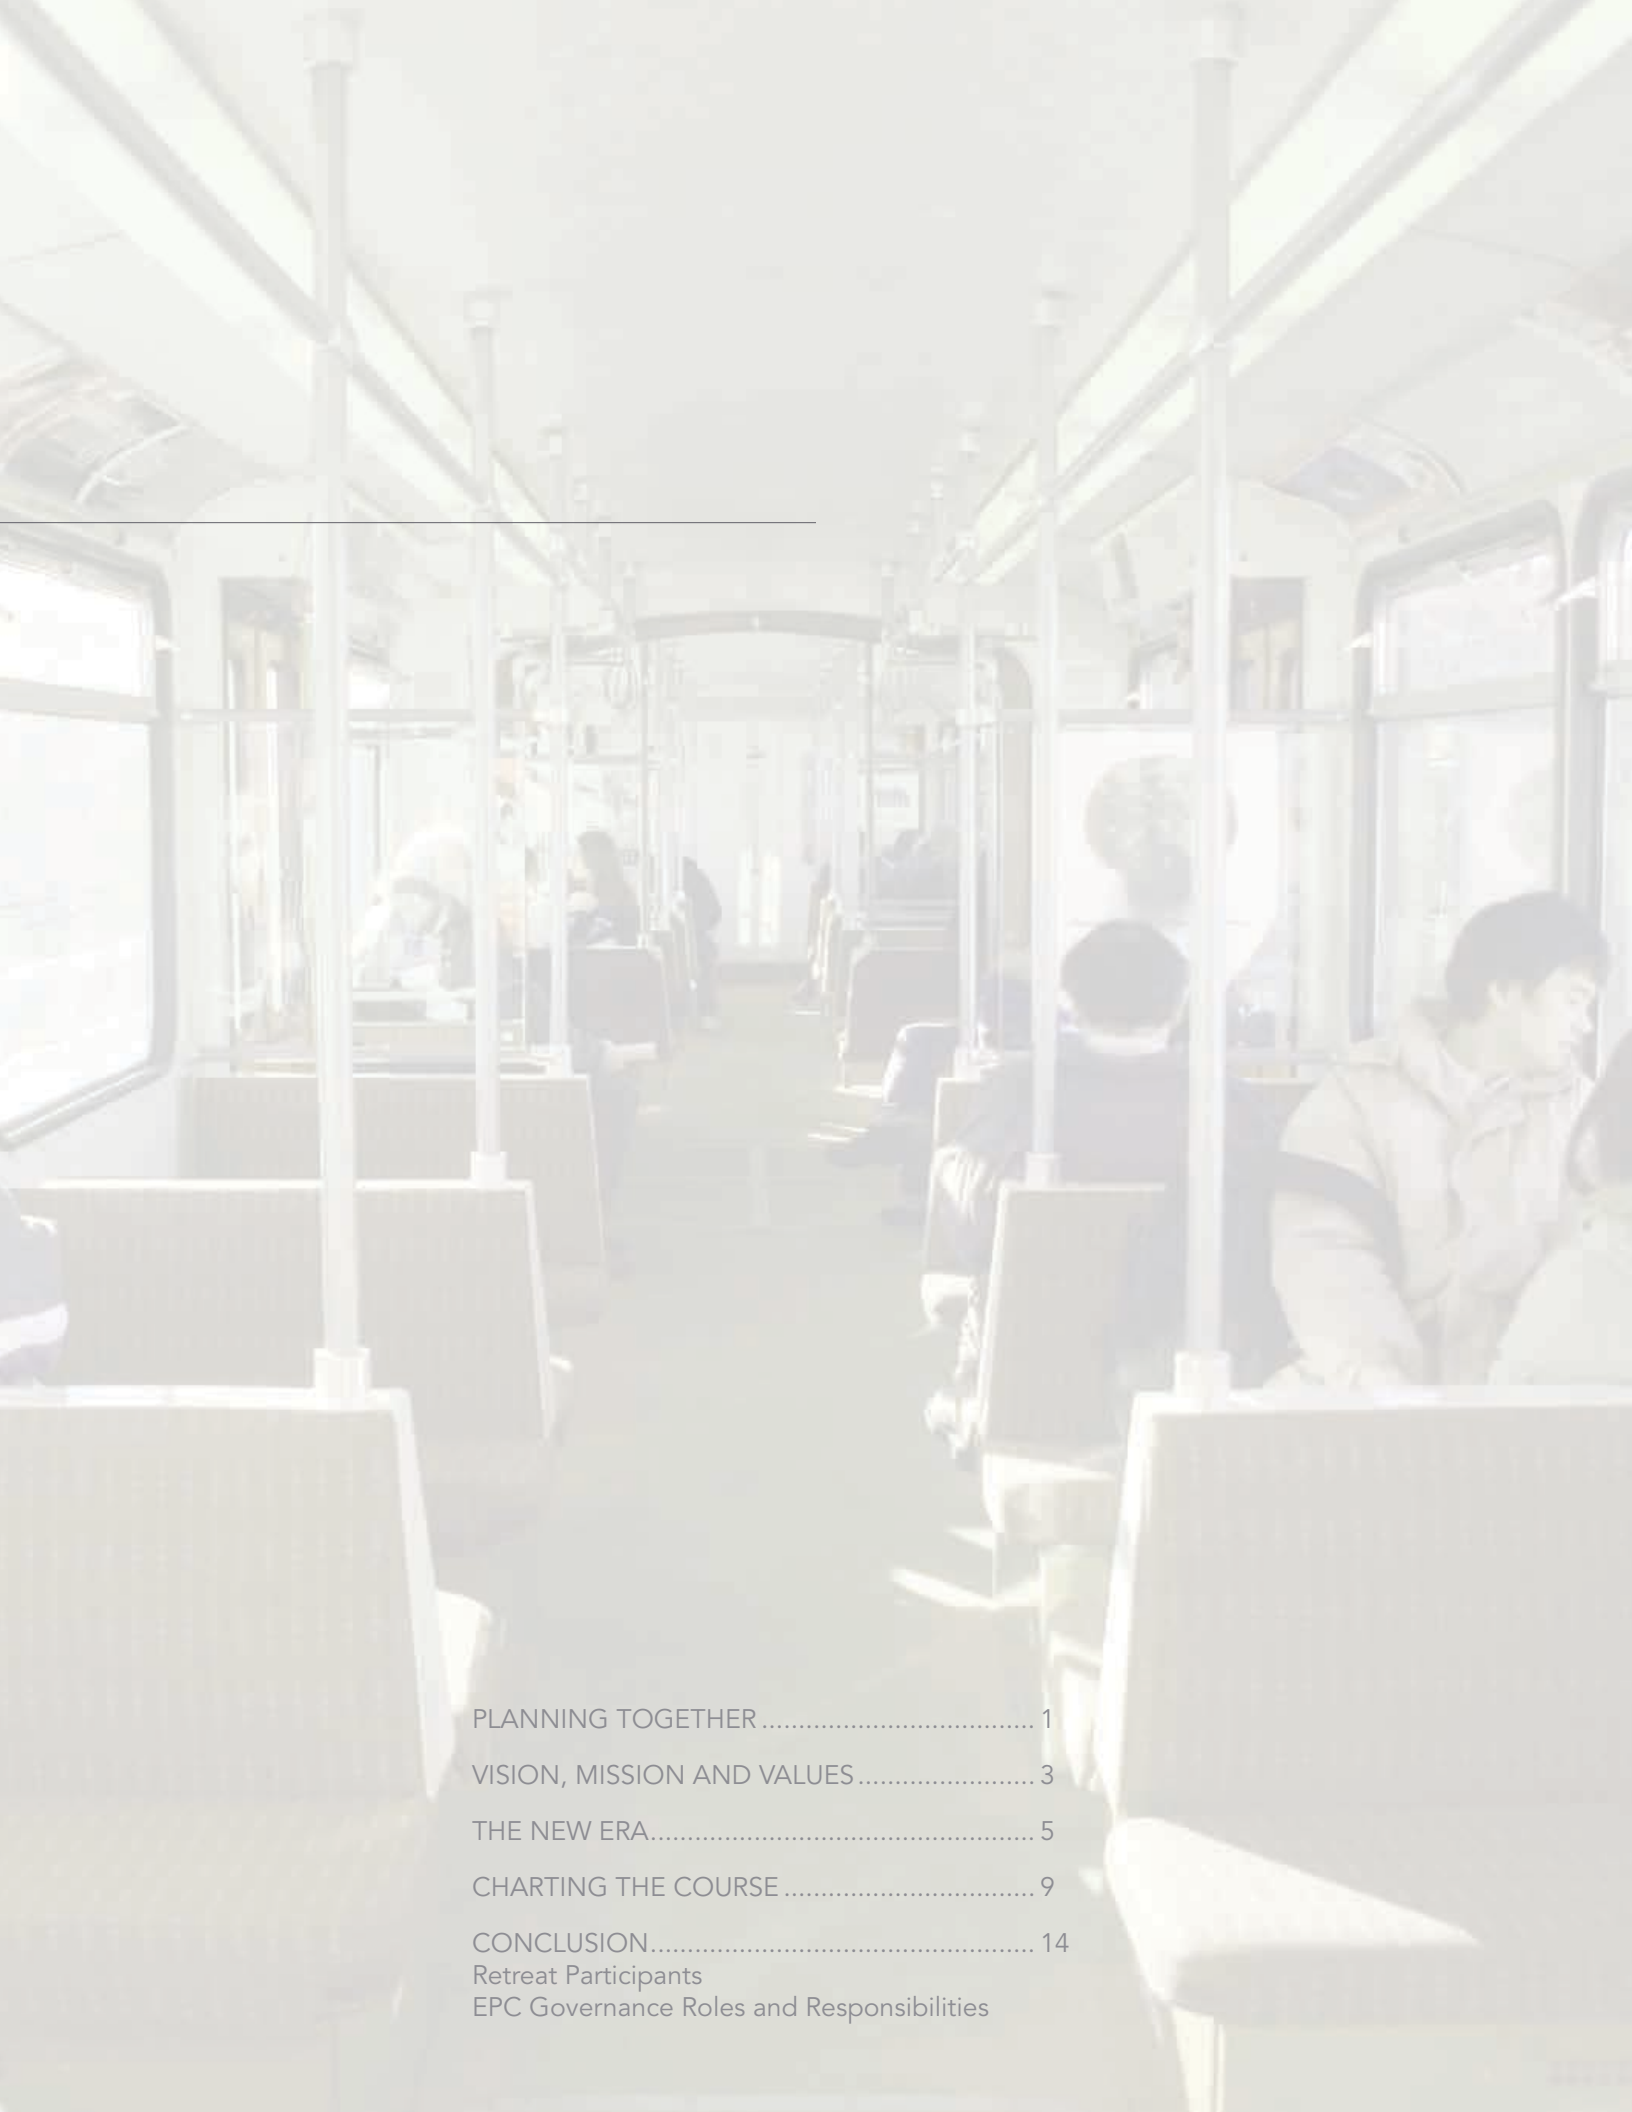 PLANNING TOGETHER.................................... 1
VISION, MISSION AND VALUES....................... 3
THE NEW ERA................................................... 5
CHARTING THE COURSE................................. 9
CONCLUSION................................................... 14
Retreat Participants
EPC Governance Roles and Responsibilities